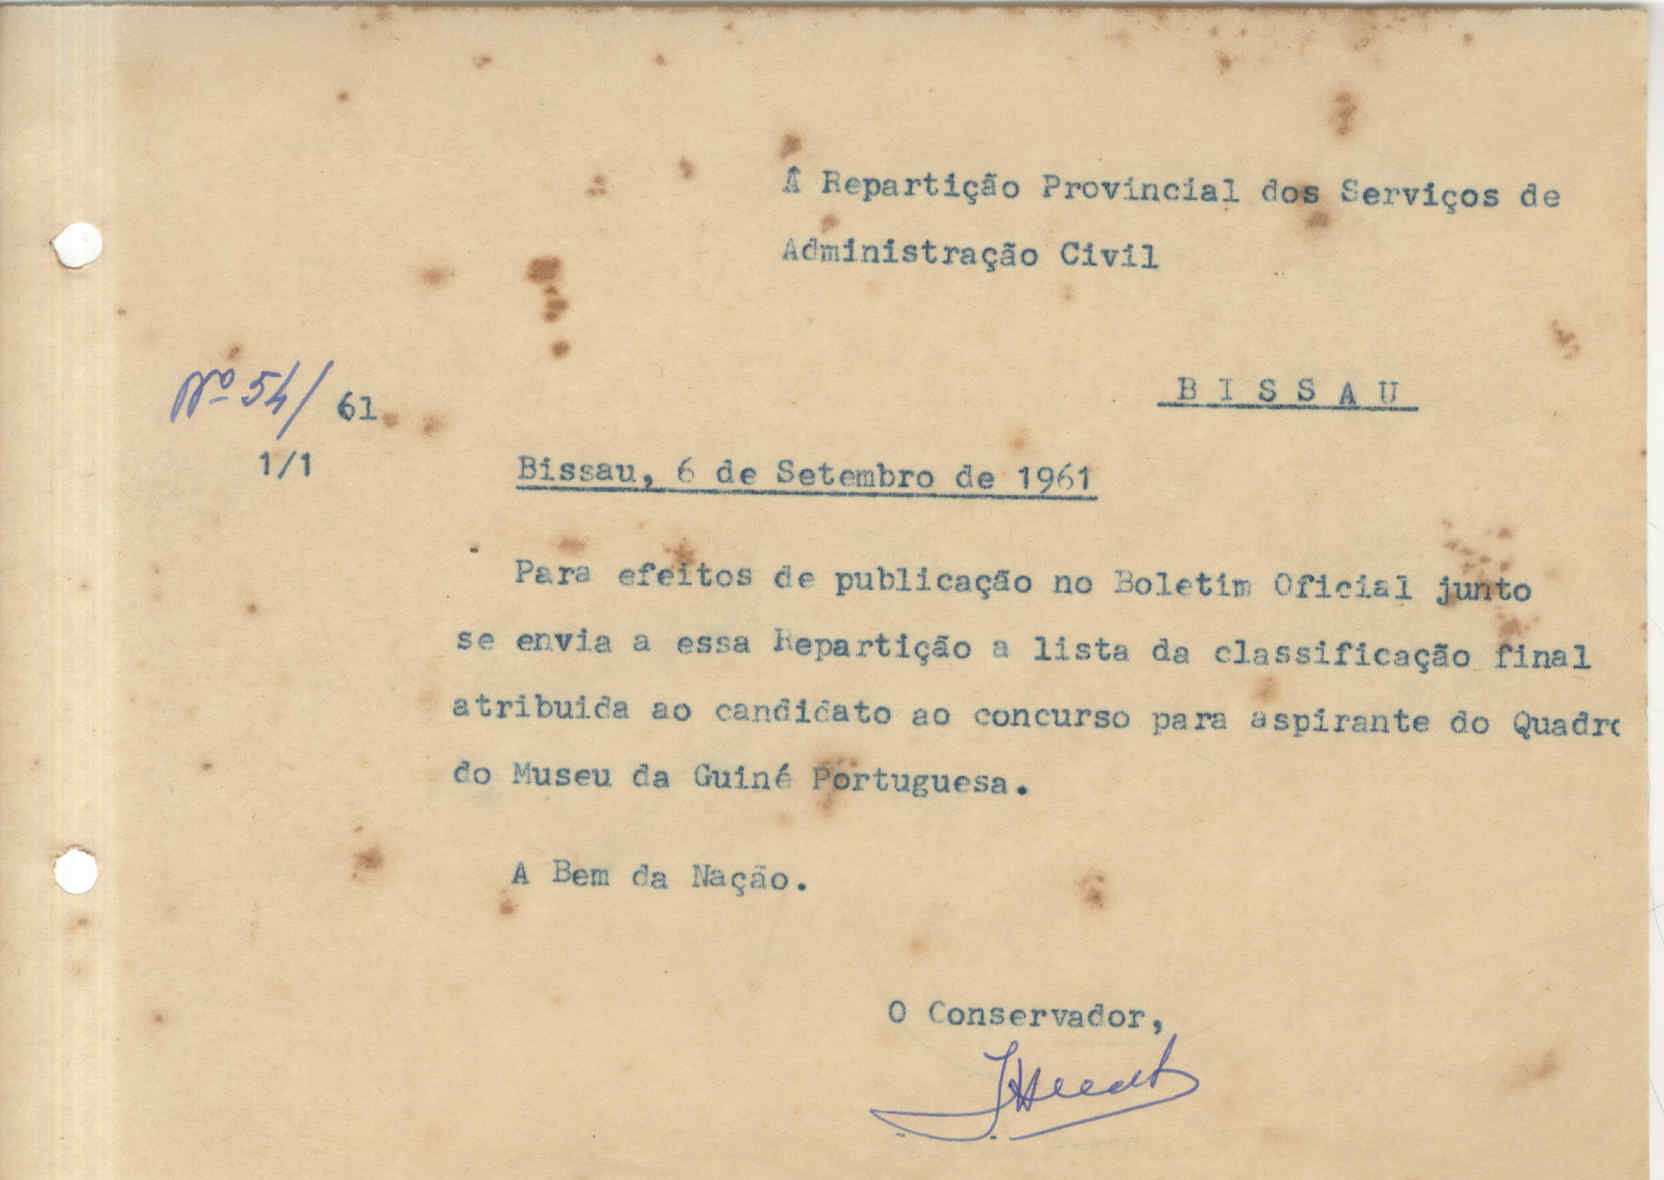 À Repartição Provincial dos Serviços de
Administração Civil
Nº 54/ 61
B I S S A U
1/1
Bissau, 6 de Setembro de 1961
Para efeitos de publicação no Boletim Oficial junto
se envia a essa Repartição a lista da classificação final
atribuida ao candidato ao concurso para aspirante do Quadro
do Museu da Guiné Portuguesa.
A Bem da Nação.
O Conservador,